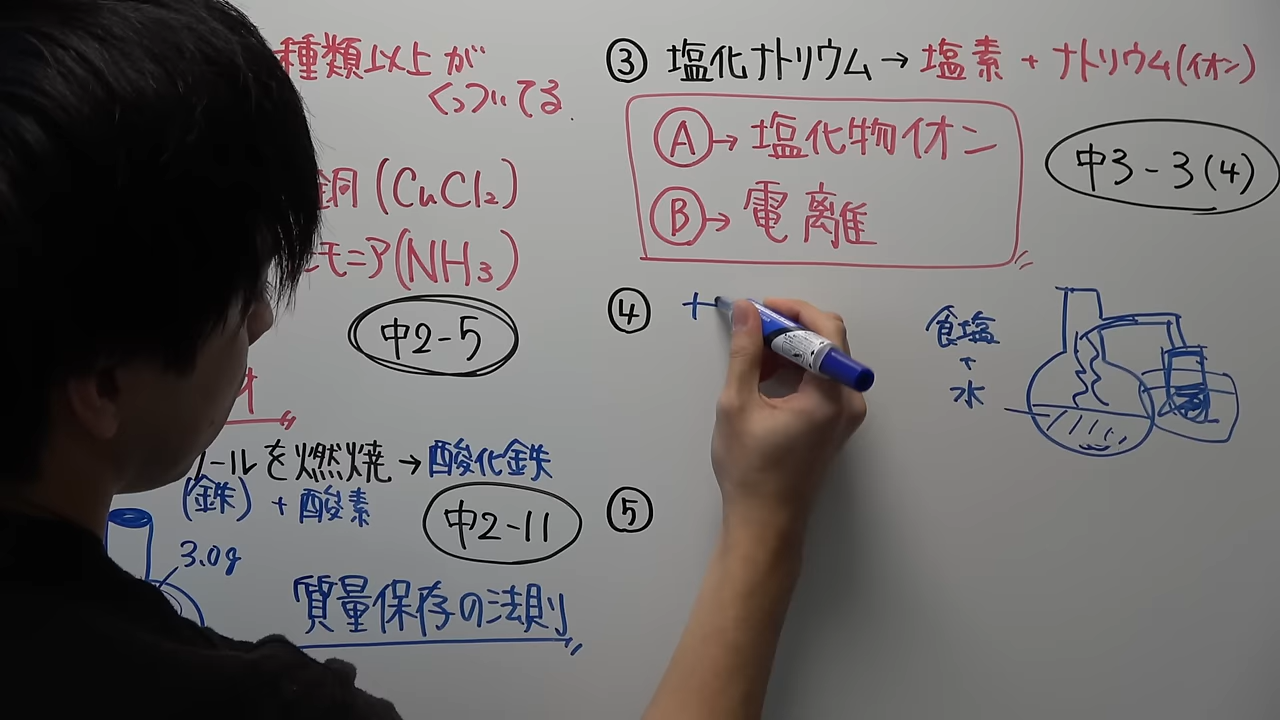 種類以上が
くっついてる.
銅(CuCl₂)
モニア(NH₃)
中2-5
ールを燃焼→酸化鉄
(鉄)+酸素
中2-11
3.0g
質量保存の法則
③ 塩化ナトリウム→塩素+ナトリウム(イオン)
Ⓐ→塩化物イオン
Ⓑ→電離
中3-3(4)
④
食塩
+
水
⑤